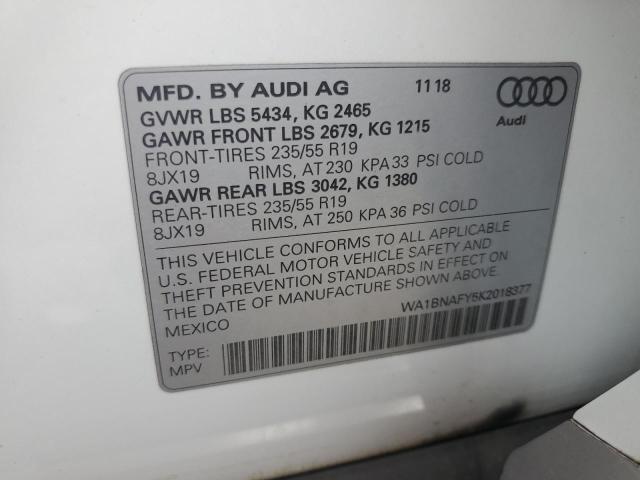 MFD. BY AUDI AG 11 18
GVWR LBS 5434, KG 2465
GAWR FRONT LBS 2679, KG 1215
FRONT-TIRES 235/55 R19
8JX19 RIMS, AT 230 KPA 33 PSI COLD
GAWR REAR LBS 3042, KG 1380
REAR-TIRES 235/55 R19
8JX19 RIMS, AT 250 KPA 36 PSI COLD
Audi
THIS VEHICLE CONFORMS TO ALL APPLICABLE
U.S. FEDERAL MOTOR VEHICLE SAFETY AND
THEFT PREVENTION STANDARDS IN EFFECT ON
THE DATE OF MANUFACTURE SHOWN ABOVE.
MEXICO
WA1BNAFY5K2018377
TYPE:
MPV